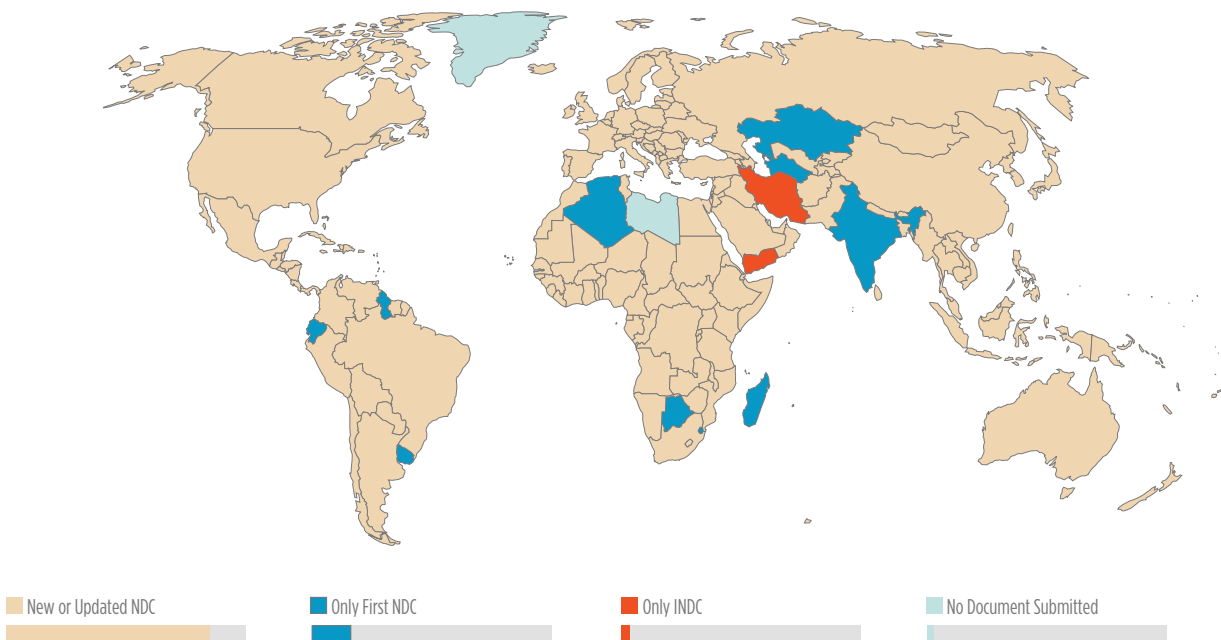 New or Updated NDC
Only First NDC
Only INDC
No Document Submitted